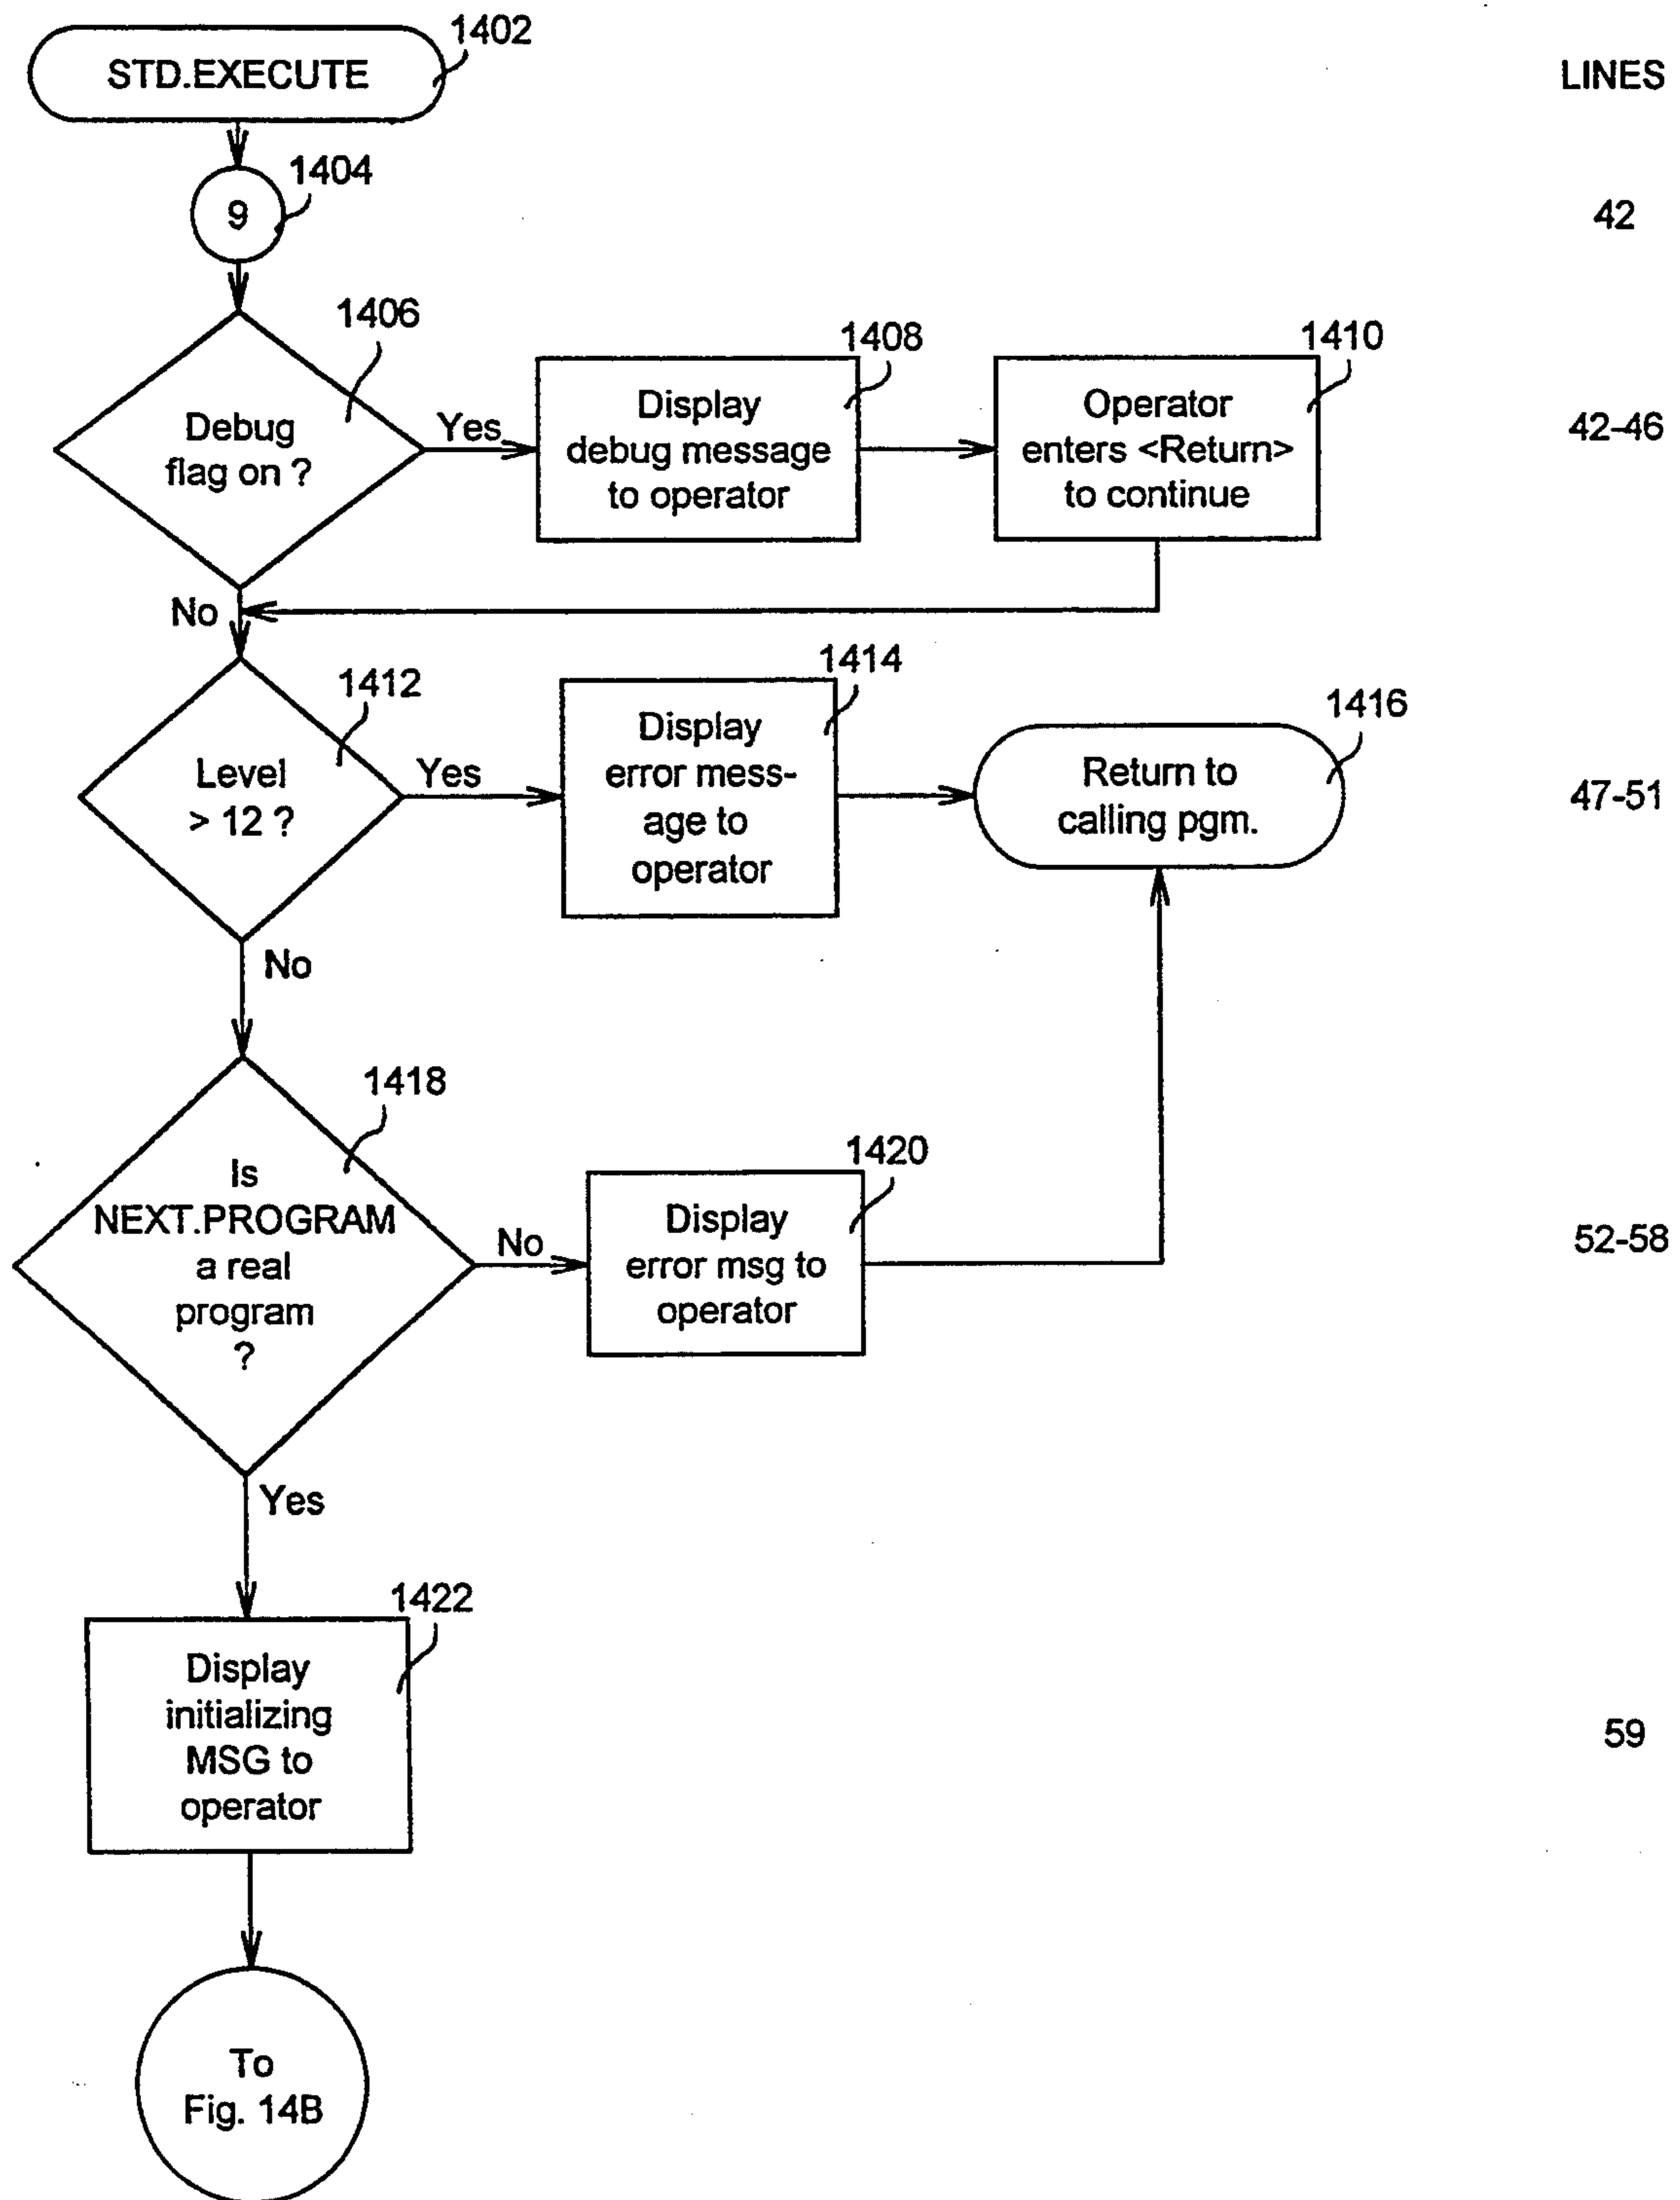 1402
STD.EXECUTE
LINES
1404
9
42
1406
1408
1410
Debug
flag on ?
Yes
Display
debug message
to operator
Operator
enters <Return>
to continue
42-46
No
1412
1414
1416
Level
> 12 ?
Yes
Display
error mess-
age to
operator
Return to
calling pgm.
47-51
No
1418
1420
Is
NEXT.PROGRAM
a real
program
?
No
Display
error msg to
operator
52-58
Yes
1422
Display
initializing
MSG to
operator
59
To
Fig. 14B